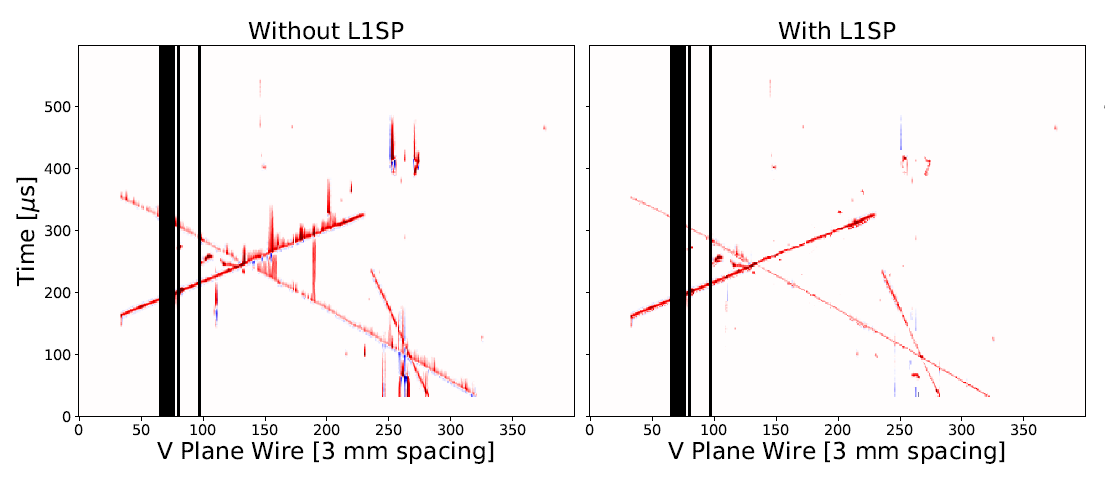 Without L1SP
With L1SP
Time [μs]
500
400
300
200
100
0
0 50 100 150 200 250 300 350
0 50 100 150 200 250 300 350
V Plane Wire [3 mm spacing]
V Plane Wire [3 mm spacing]